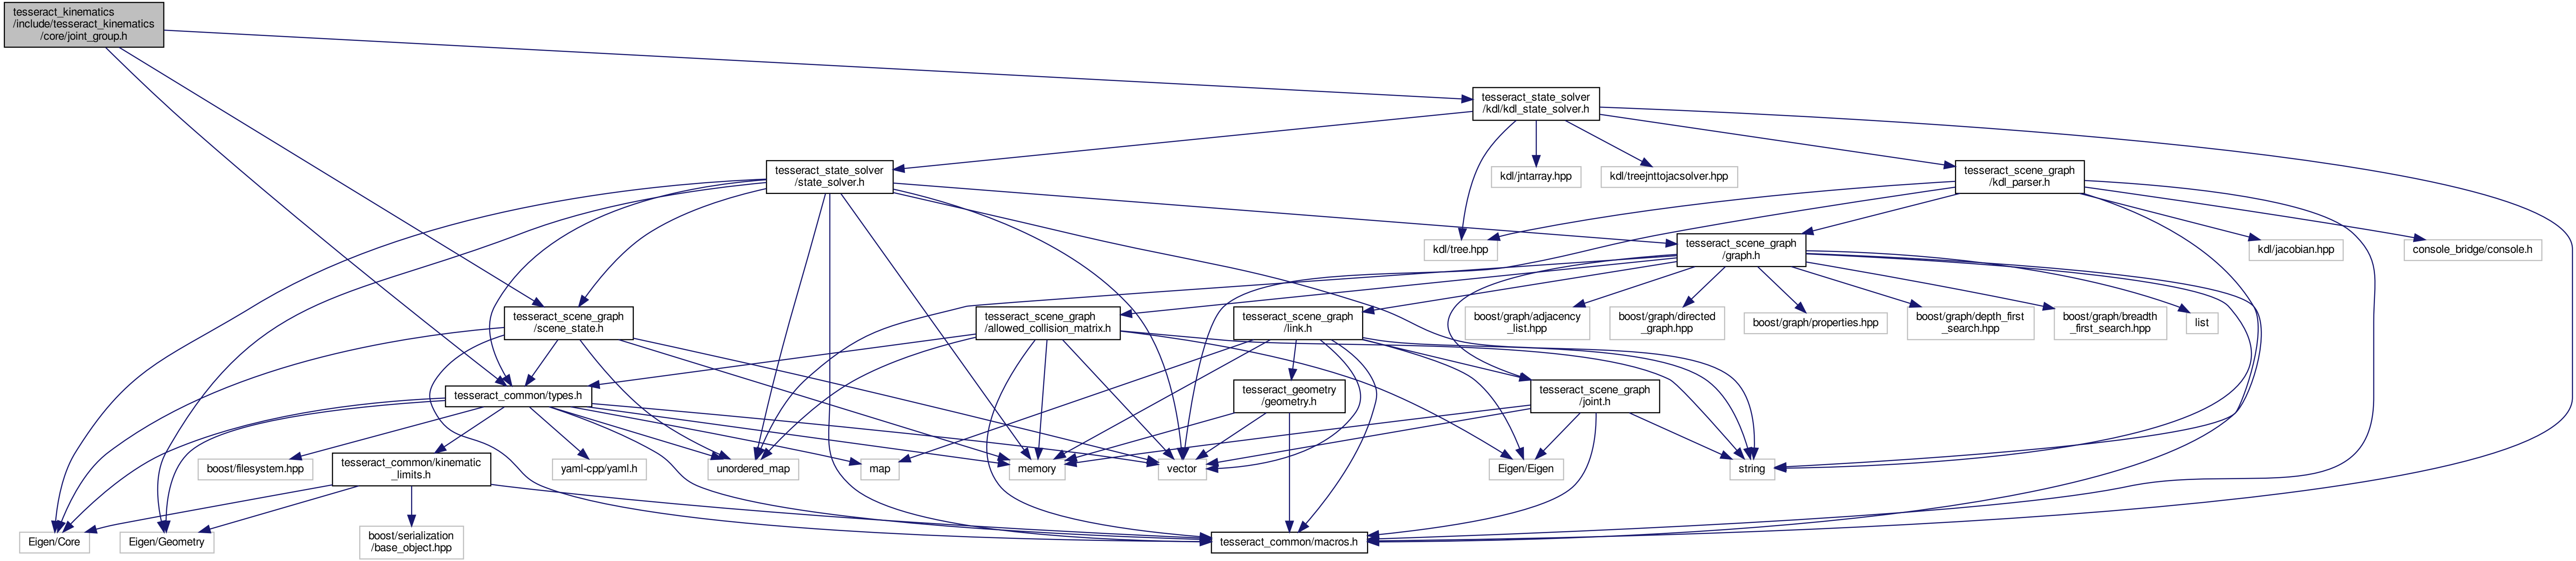 tesseract_kinematics
/include/tesseract_kinematics
/core/joint_group.h
tesseract_state_solver
/kdl/kdl_state_solver.h
tesseract_state_solver
/state_solver.h
kdl/jntarray.hpp
kdl/treejnttojacsolver.hpp
tesseract_scene_graph
/kdl_parser.h
kdl/tree.hpp
tesseract_scene_graph
/graph.h
kdl/jacobian.hpp
console_bridge/console.h
tesseract_scene_graph
/scene_state.h
tesseract_scene_graph
/allowed_collision_matrix.h
tesseract_scene_graph
/link.h
boost/graph/adjacency
_list.hpp
boost/graph/directed
_graph.hpp
boost/graph/properties.hpp
boost/graph/depth_first
_search.hpp
boost/graph/breadth
_first_search.hpp
list
tesseract_common/types.h
tesseract_geometry
/geometry.h
tesseract_scene_graph
/joint.h
boost/filesystem.hpp
tesseract_common/kinematic
_limits.h
yaml-cpp/yaml.h
unordered_map
map
memory
vector
Eigen/Eigen
string
Eigen/Core
Eigen/Geometry
boost/serialization
/base_object.hpp
tesseract_common/macros.h